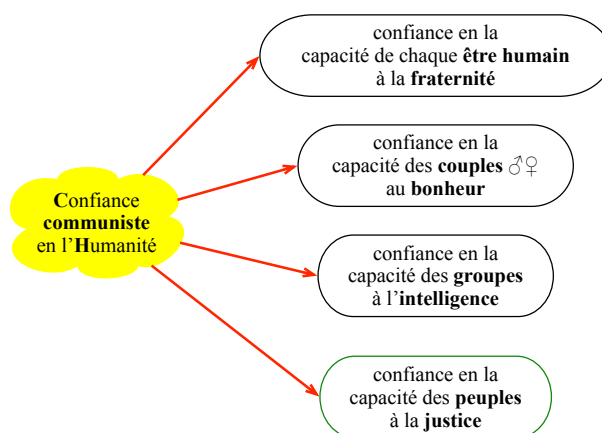 Confiance
communiste
en l’Humanité
confiance en la
capacité de chaque être humain
à la fraternité
confiance en la
capacité des couples ♂♀
au bonheur
confiance en la
capacité des groupes
à l’intelligence
confiance en la
capacité des peuples
à la justice